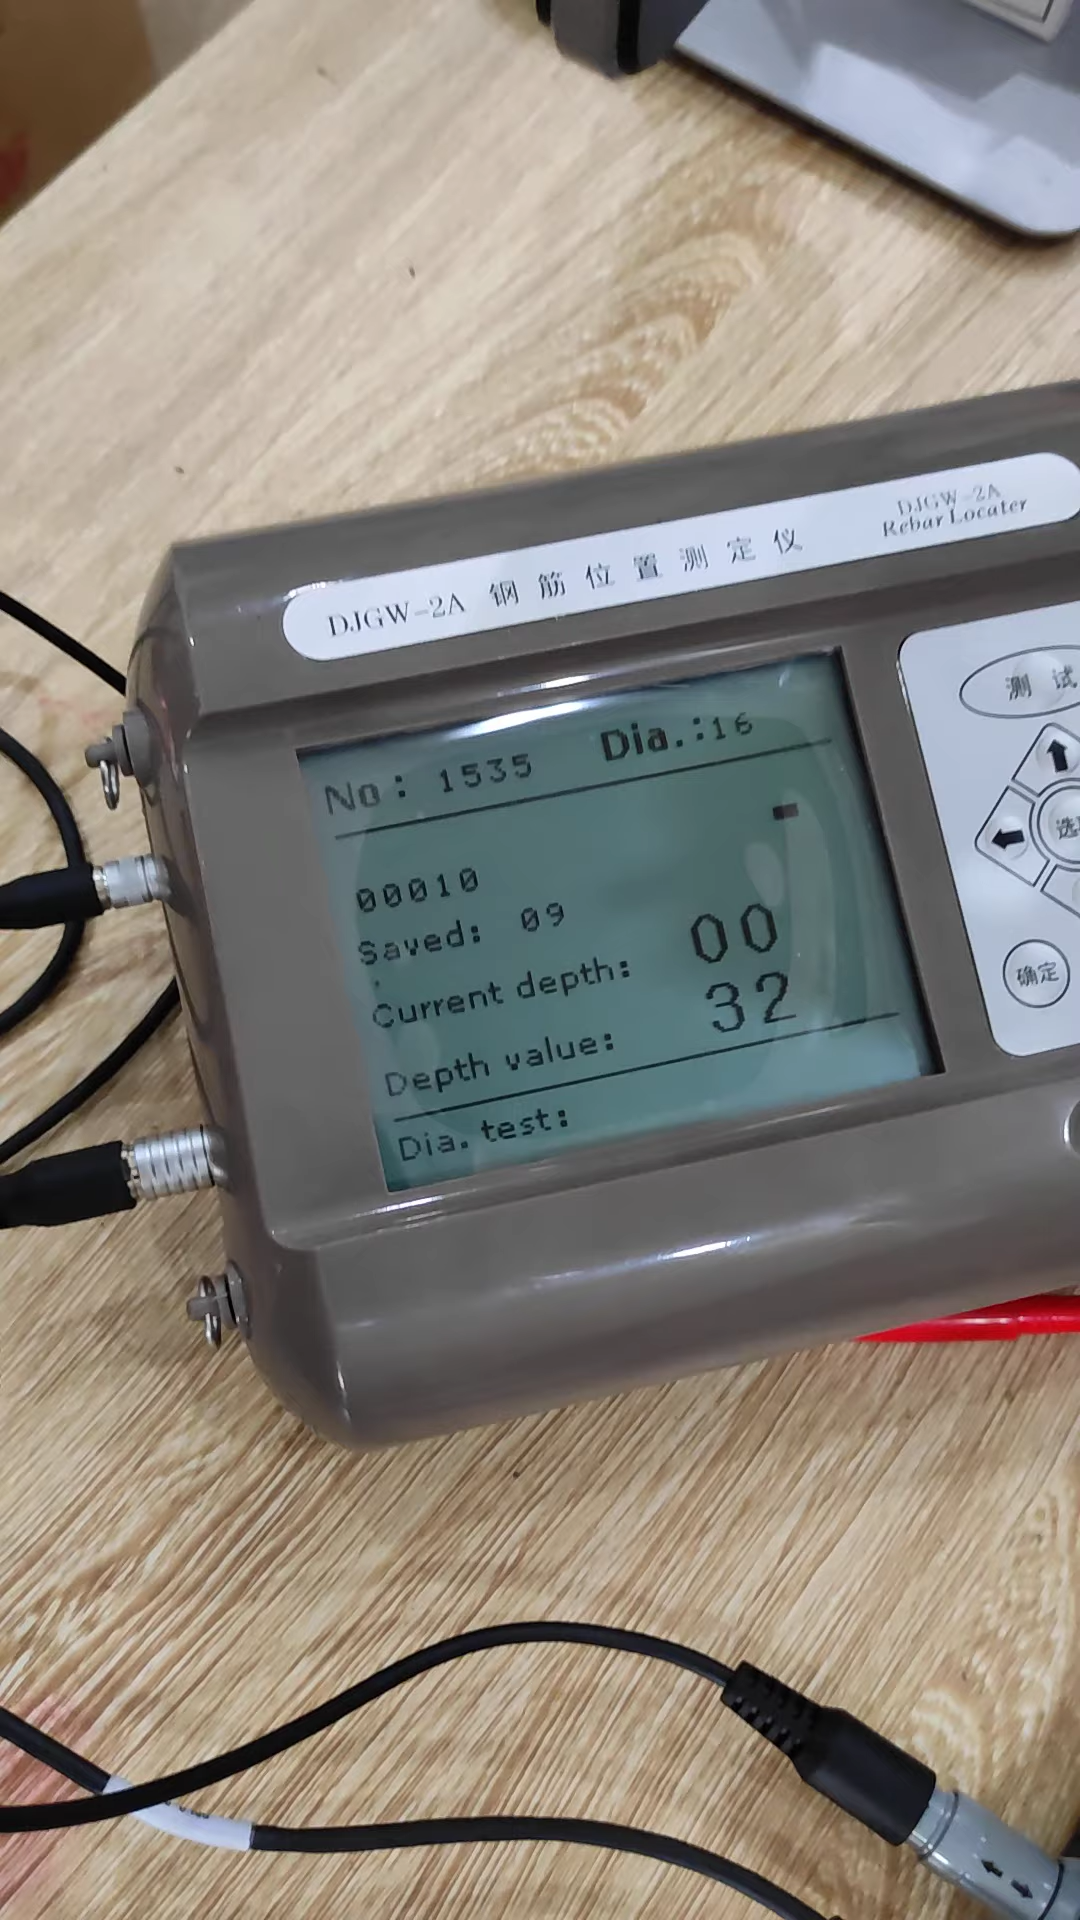 DJGW-2A 钢筋位置测定仪
DJGW-2A
Rebar Locater
No: 1535 Dia.:16
00010
Saved: 09
Current depth: 00
Depth value: 32
Dia. test:
测 试
选
确定